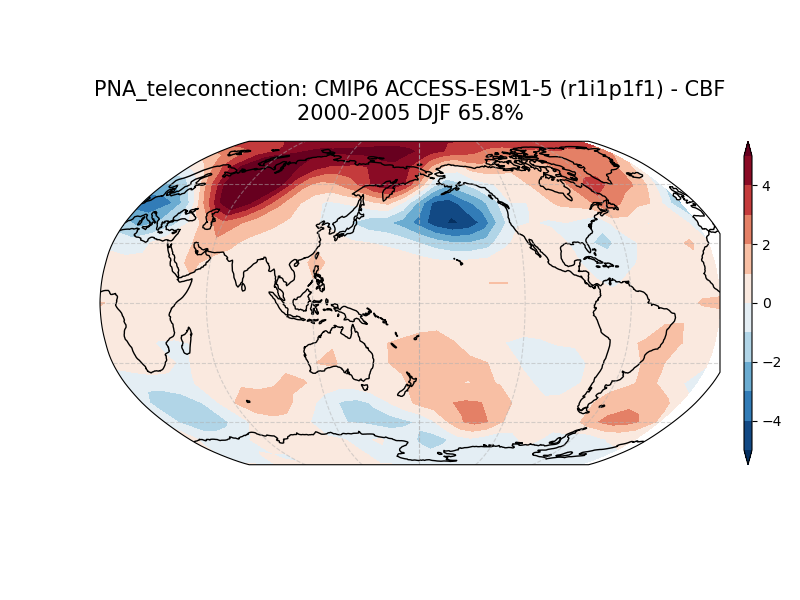 PNA_teleconnection: CMIP6 ACCESS-ESM1-5 (r1i1p1f1) - CBF
2000-2005 DJF 65.8%
4
2
0
−2
−4